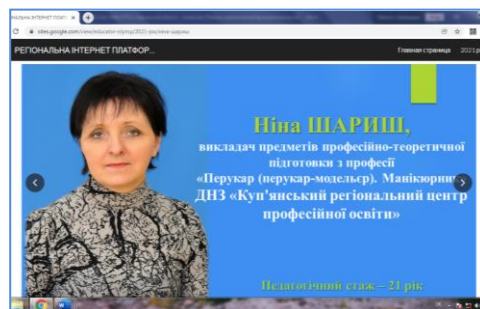 РЕГІОНАЛЬНА ІНТЕРНЕТ ПЛАТФОР...
Главная страница
Ніна ШАРИШ,
викладач предметів професійно-теоретичної
підготовки з професії
«Перукар (перукар-модельєр). Манікюрник»
ДНЗ «Куп'янський регіональний центр
професійної освіти»
Педагогічний стаж – 21 рік